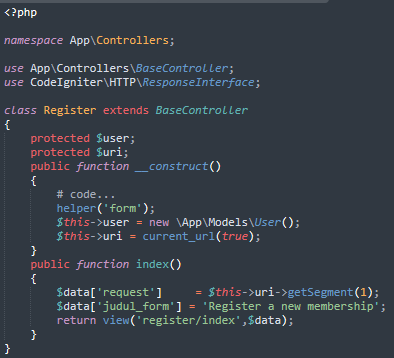 <?php
namespace App\Controllers;
use App\Controllers\BaseController;
use CodeIgniter\HTTP\ResponseInterface;
class Register extends BaseController
{
    protected $user;
    protected $uri;
    public function __construct()
    {
        # code...
        helper('form');
        $this->user = new \App\Models\User();
        $this->uri = current_url(true);
    }
    public function index()
    {
        $data['request']    = $this->uri->getSegment(1);
        $data['judul_form'] = 'Register a new membership';
        return view('register/index',$data);
    }
}